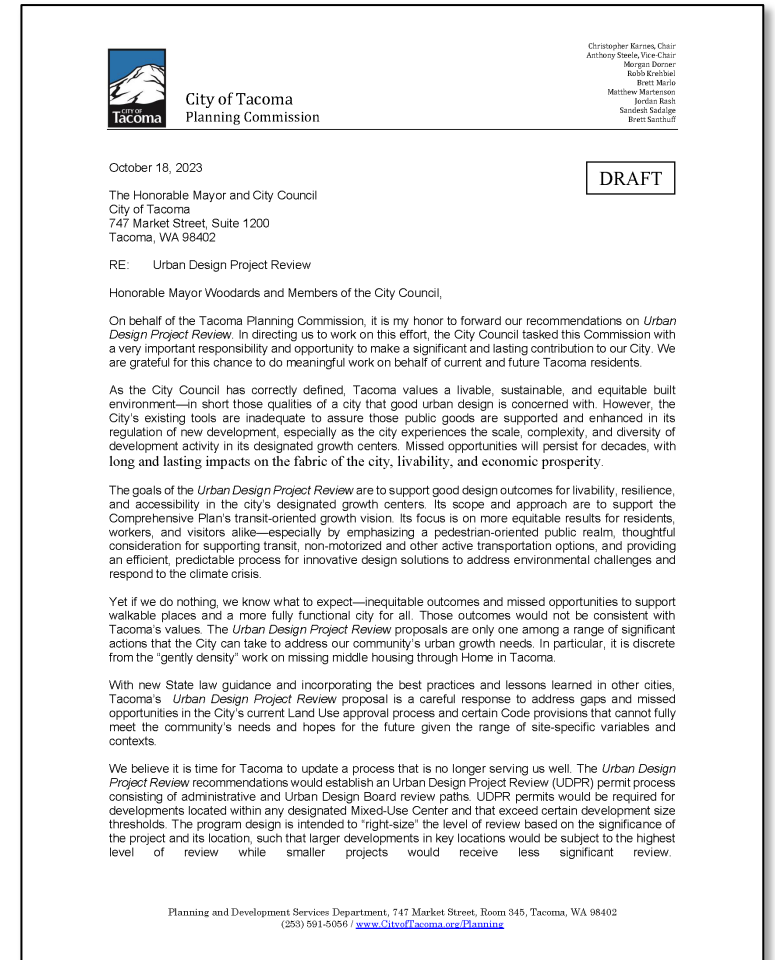 Christopher Karnes, Chair
Anthony Steele, Vice-Chair
Morgan Dorner
Robb Krehbiel
Brett Marlo
Matthew Martenson
Jordan Rash
Sandesh Sadalge
Brett Santhuff
CITY OF
Tacoma
City of Tacoma
Planning Commission
October 18, 2023
DRAFT
The Honorable Mayor and City Council
City of Tacoma
747 Market Street, Suite 1200
Tacoma, WA 98402
RE: Urban Design Project Review
Honorable Mayor Woodards and Members of the City Council,
On behalf of the Tacoma Planning Commission, it is my honor to forward our recommendations on Urban
Design Project Review. In directing us to work on this effort, the City Council tasked this Commission with
a very important responsibility and opportunity to make a significant and lasting contribution to our City. We
are grateful for this chance to do meaningful work on behalf of current and future Tacoma residents.
As the City Council has correctly defined, Tacoma values a livable, sustainable, and equitable built
environment—in short those qualities of a city that good urban design is concerned with. However, the
City's existing tools are inadequate to assure those public goods are supported and enhanced in its
regulation of new development, especially as the city experiences the scale, complexity, and diversity of
development activity in its designated growth centers. Missed opportunities will persist for decades, with
long and lasting impacts on the fabric of the city, livability, and economic prosperity.
The goals of the Urban Design Project Review are to support good design outcomes for livability, resilience,
and accessibility in the city's designated growth centers. Its scope and approach are to support the
Comprehensive Plan's transit-oriented growth vision. Its focus is on more equitable results for residents,
workers, and visitors alike—especially by emphasizing a pedestrian-oriented public realm, thoughtful
consideration for supporting transit, non-motorized and other active transportation options, and providing
an efficient, predictable process for innovative design solutions to address environmental challenges and
respond to the climate crisis.
Yet if we do nothing, we know what to expect—inequitable outcomes and missed opportunities to support
walkable places and a more fully functional city for all. Those outcomes would not be consistent with
Tacoma's values. The Urban Design Project Review proposals are only one among a range of significant
actions that the City can take to address our community's urban growth needs. In particular, it is discrete
from the "gently density" work on missing middle housing through Home in Tacoma.
With new State law guidance and incorporating the best practices and lessons learned in other cities,
Tacoma's Urban Design Project Review proposal is a careful response to address gaps and missed
opportunities in the City's current Land Use approval process and certain Code provisions that cannot fully
meet the community's needs and hopes for the future given the range of site-specific variables and
contexts.
We believe it is time for Tacoma to update a process that is no longer serving us well. The Urban Design
Project Review recommendations would establish an Urban Design Project Review (UDPR) permit process
consisting of administrative and Urban Design Board review paths. UDPR permits would be required for
developments located within any designated Mixed-Use Center and that exceed certain development size
thresholds. The program design is intended to "right-size" the level of review based on the significance of
the project and its location, such that larger developments in key locations would be subject to the highest
level of review while smaller projects would receive less significant review.
Planning and Development Services Department, 747 Market Street, Room 345, Tacoma, WA 98402
(253) 591-5056 / www.CityofTacoma.org/Planning